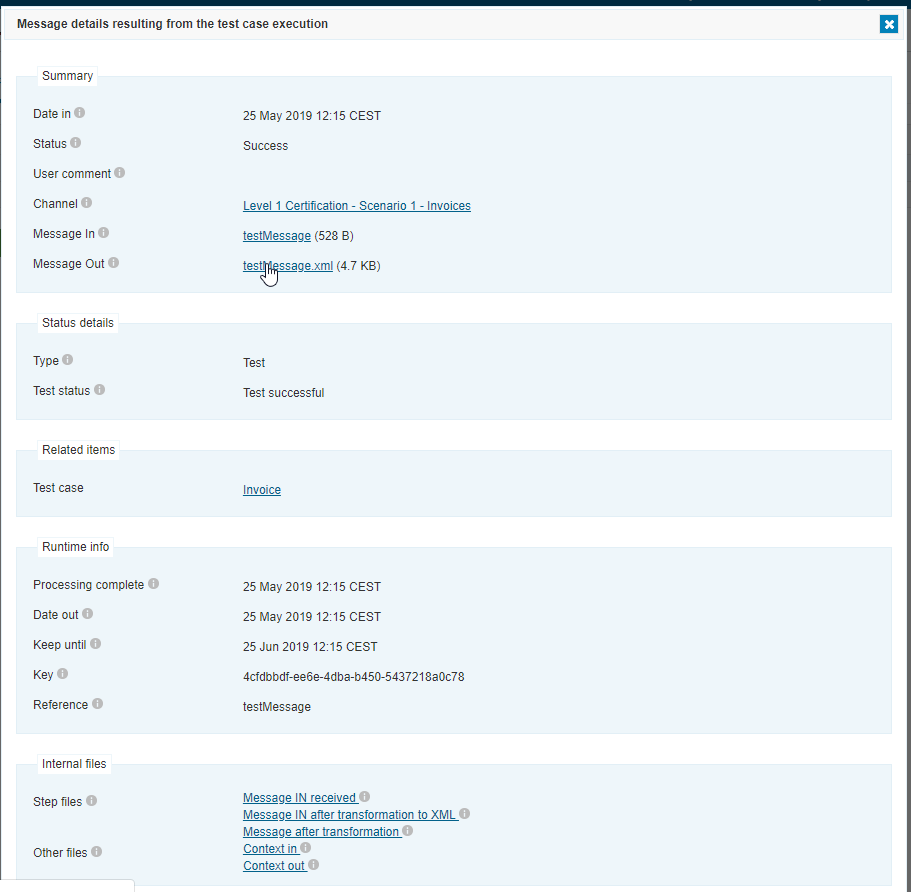 Message details resulting from the test case execution
Summary
Date in 25 May 2019 12:15 CEST
Status Success
User comment
Channel Level 1 Certification - Scenario 1 - Invoices
Message In testMessage (528 B)
Message Out testMessage.xml (4.7 KB)
Status details
Type Test
Test status Test successful
Related items
Test case Invoice
Runtime info
Processing complete 25 May 2019 12:15 CEST
Date out 25 May 2019 12:15 CEST
Keep until 25 Jun 2019 12:15 CEST
Key 4cfdbbdf-ee6e-4dba-b450-5437218a0c78
Reference testMessage
Internal files
Step files Message IN received
Message IN after transformation to XML
Message after transformation
Other files Context in
Context out